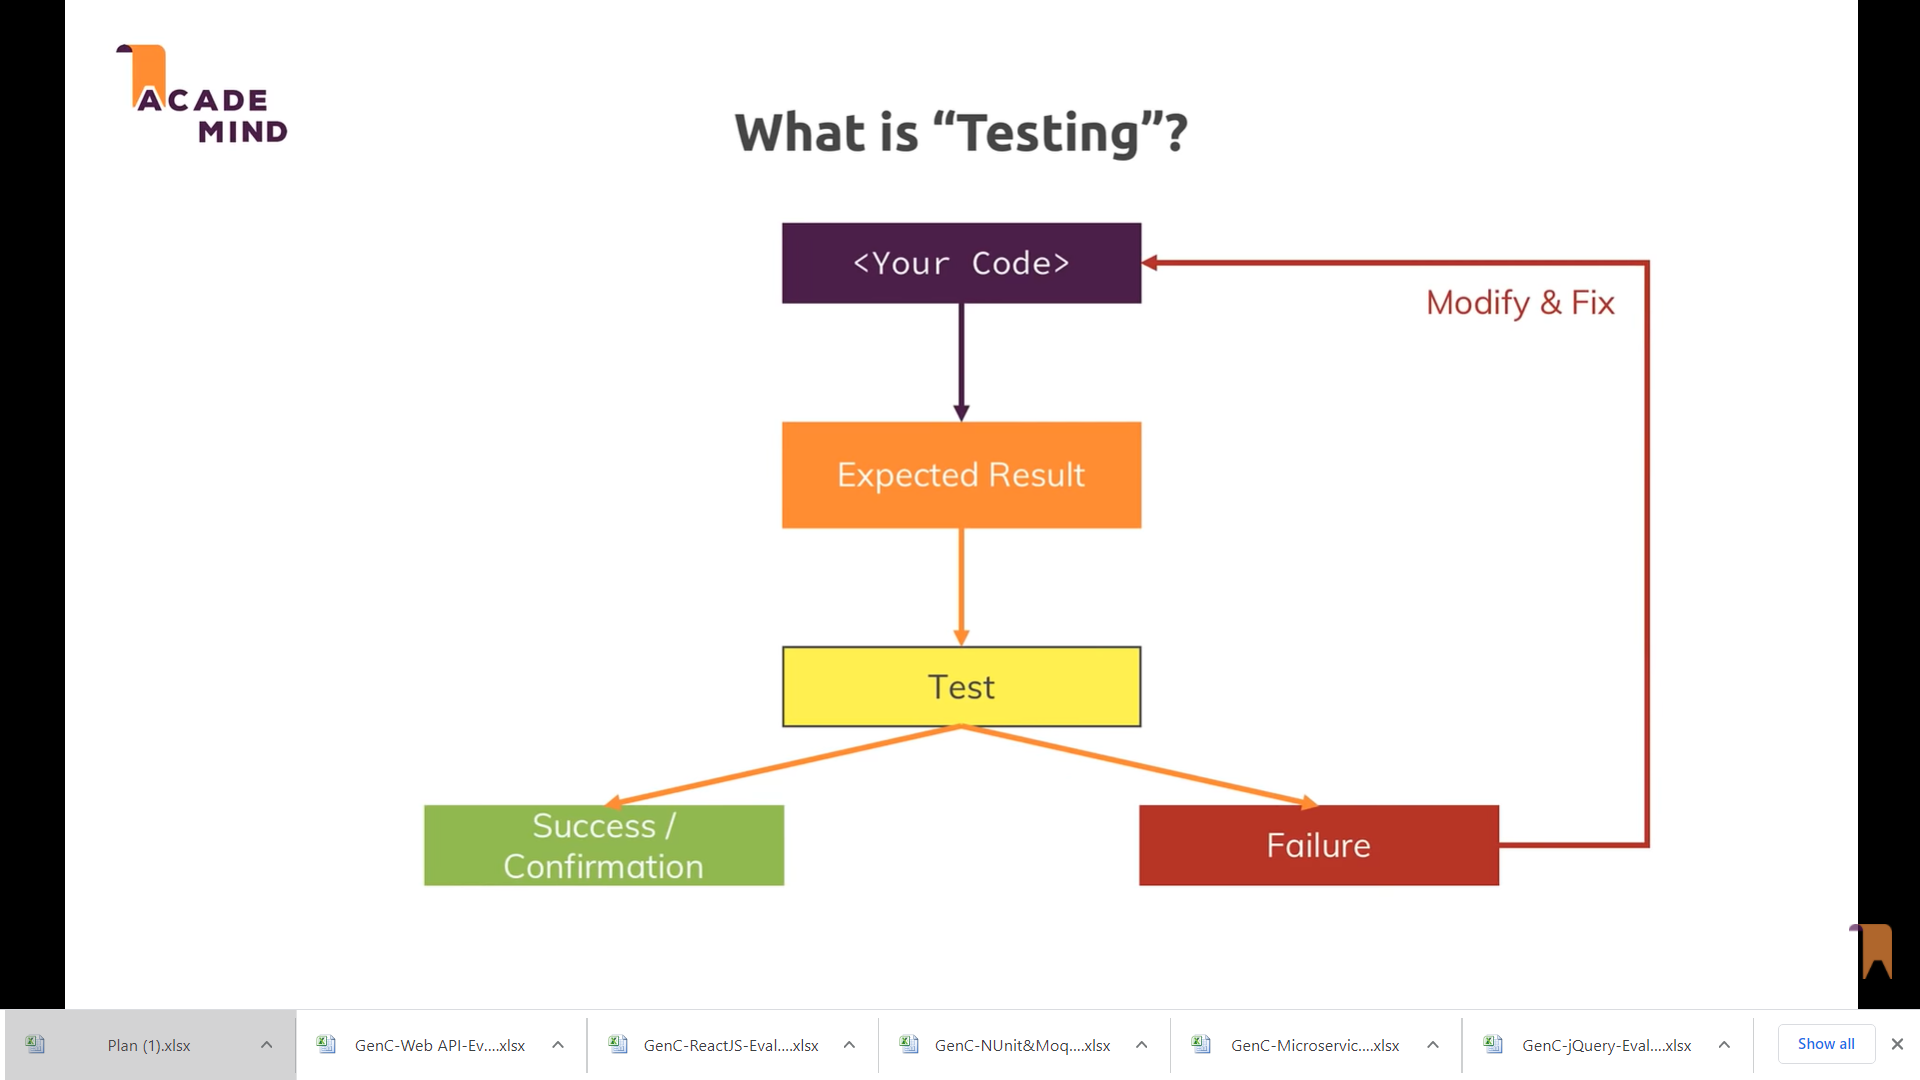 ACADE
MIND
What is “Testing”?
<Your Code>
Modify & Fix
Expected Result
Test
Success /
Confirmation
Failure
Plan (1).xlsx
GenC-Web API-Ev....xlsx
GenC-ReactJS-Eval....xlsx
GenC-NUnit&Moq....xlsx
GenC-Microservic....xlsx
GenC-jQuery-Eval....xlsx
Show all